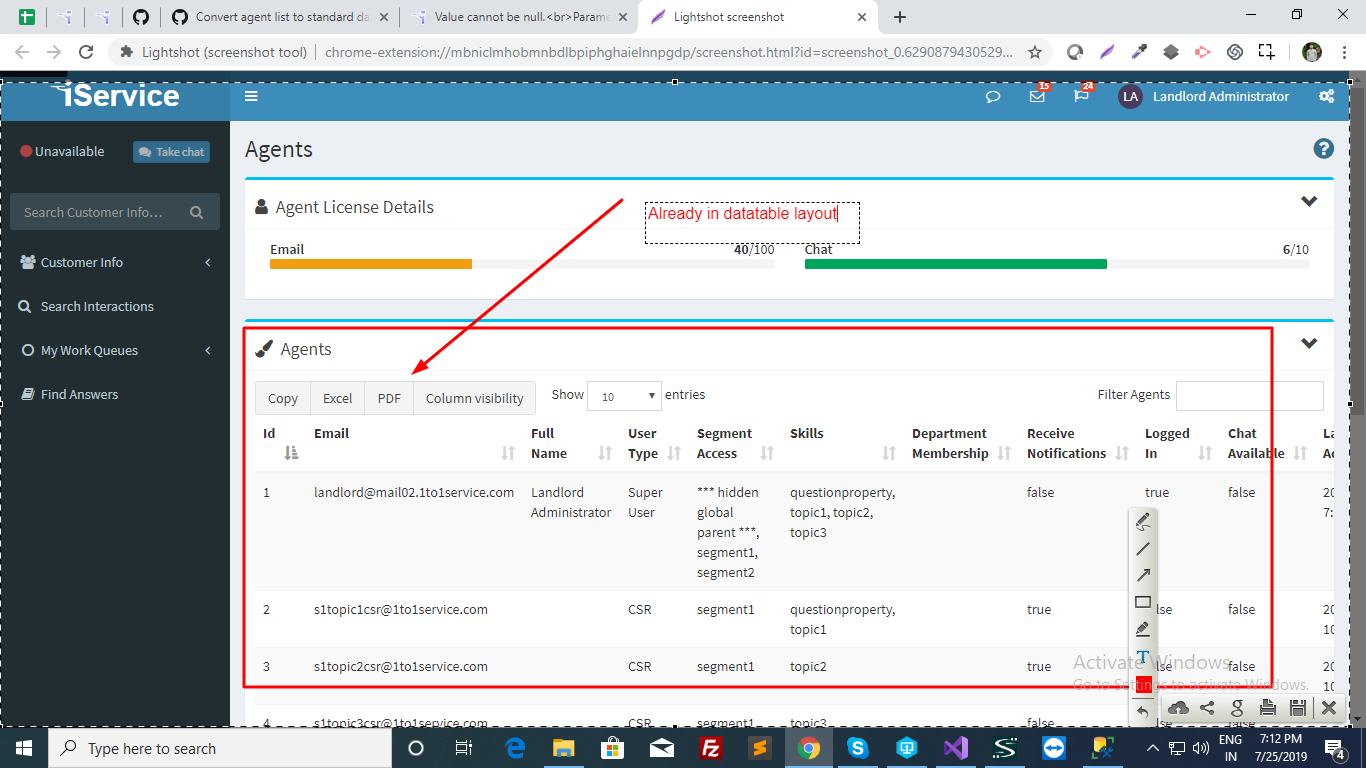 Convert agent list to standard da
Value cannot be null.<br>Parame
Lightshot screenshot
Lightshot (screenshot tool)
chrome-extension://mbniclmhobmnbdlbpiphghaielnnpgdp/screenshot.html?id=screenshot_0.6290879430529...
iService
15
24
LA
Landlord Administrator
Unavailable
Take chat
Search Customer Info...
Customer Info
Search Interactions
My Work Queues
Find Answers
Agents
Agent License Details
Already in datatable layout
Email 40/100
Chat 6/10
Agents
Copy Excel PDF Column visibility
Show 10 entries
Filter Agents
Id Email Full Name User Type Segment Access Skills Department Membership Receive Notifications Logged In Chat Available La Ac
1 landlord@mail02.1to1service.com Landlord Super *** hidden questionproperty, false true false 20
Administrator User global topic1, topic2, 7:
parent ***, topic3
segment1,
segment2
2 s1topic1csr@1to1service.com CSR segment1 questionproperty, true lse false 20
topic1 10
3 s1topic2csr@1to1service.com CSR segment1 topic2 true lse false 20
10
4 s1topic3csr@1to1service.com CSR segment1 topic3 false lse false 20
T
Activate Windows
Go to Settings to activate Windows.
Type here to search
ENG
IN
7:12 PM
7/25/2019
4